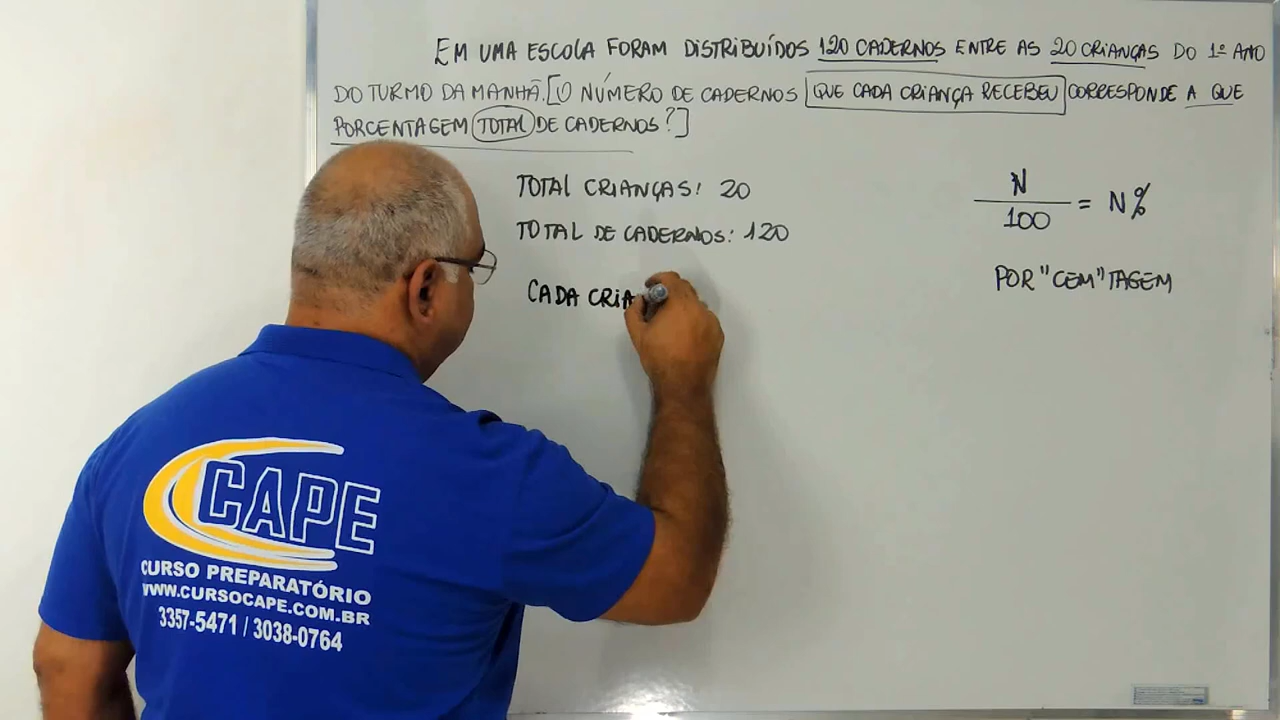 EM UMA ESCOLA FORAM DISTRIBUÍDOS 120 CADERNOS ENTRE AS 20 CRIANÇAS DO 1º ANO
DO TURMO DA MANHÃ. [O NÚMERO DE CADERNOS QUE CADA CRIANÇA RECEBEU CORRESPONDE A QUE
PORCENTAGEM TOTAL DE CADERNOS?]
TOTAL CRIANÇAS: 20
TOTAL DE CADERNOS: 120
CADA CRIA
N
100
= N%
POR "CEM" TAGEM
CAPE
CURSO PREPARATÓRIO
WWW.CURSOCAPE.COM.BR
3357-5471 / 3038-0764